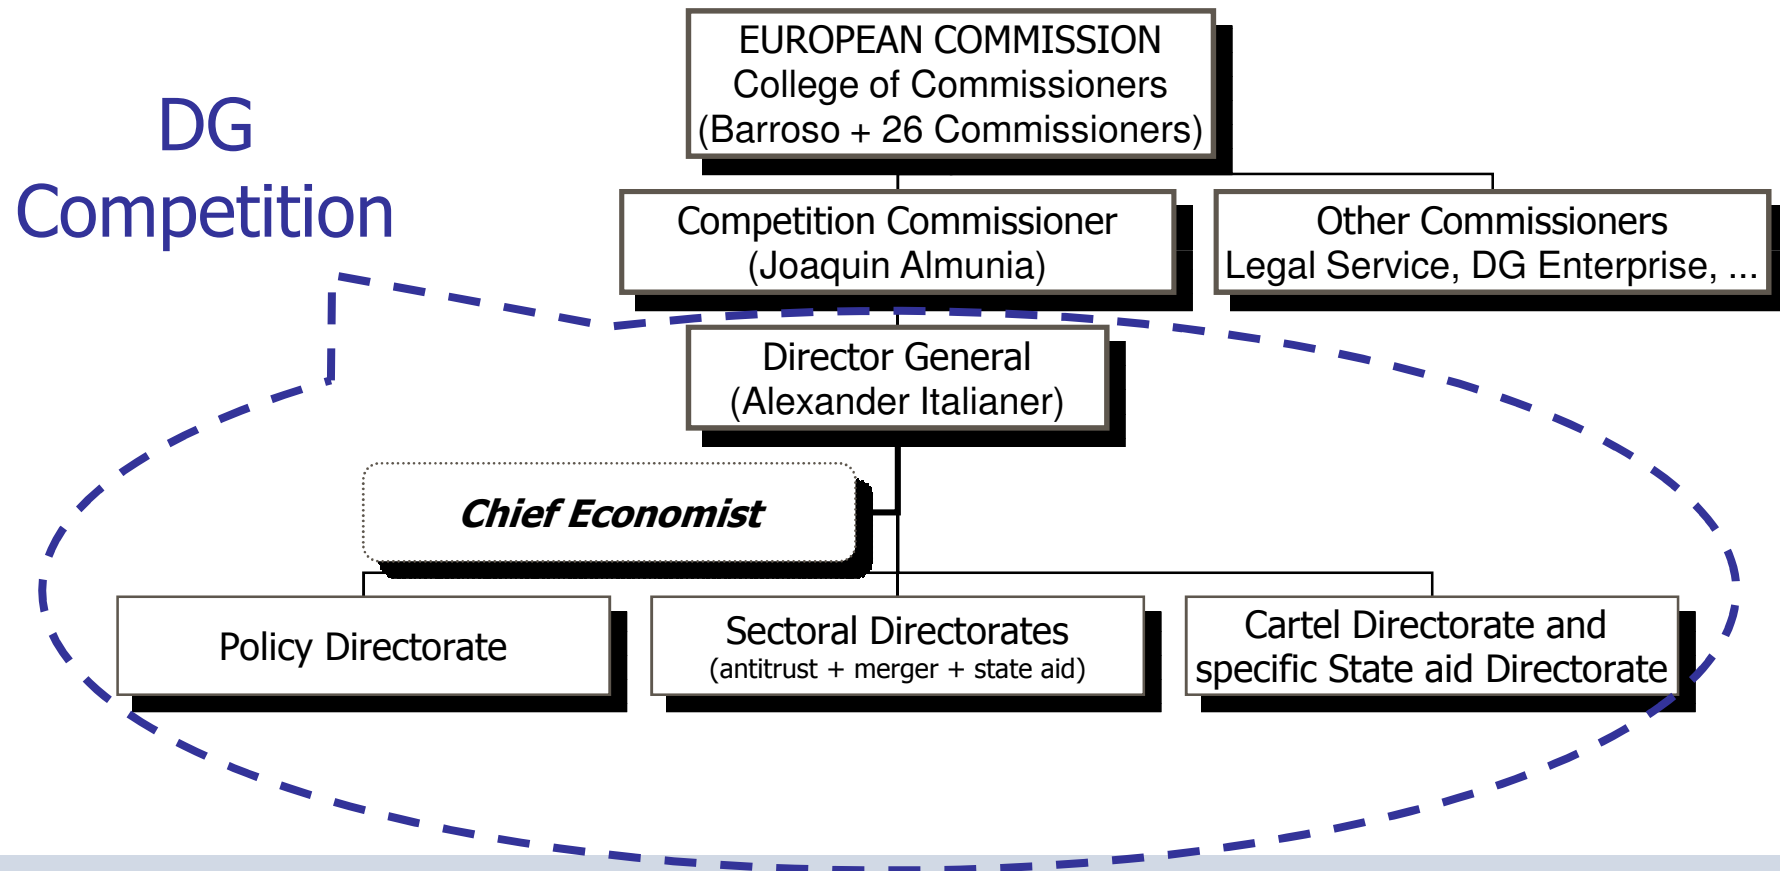 DG
Competition
EUROPEAN COMMISSION
College of Commissioners
(Barroso + 26 Commissioners)
Competition Commissioner
(Joaquin Almunia)
Other Commissioners
Legal Service, DG Enterprise, ...
Director General
(Alexander Italianer)
Chief Economist
Policy Directorate
Sectoral Directorates
(antitrust + merger + state aid)
Cartel Directorate and
specific State aid Directorate